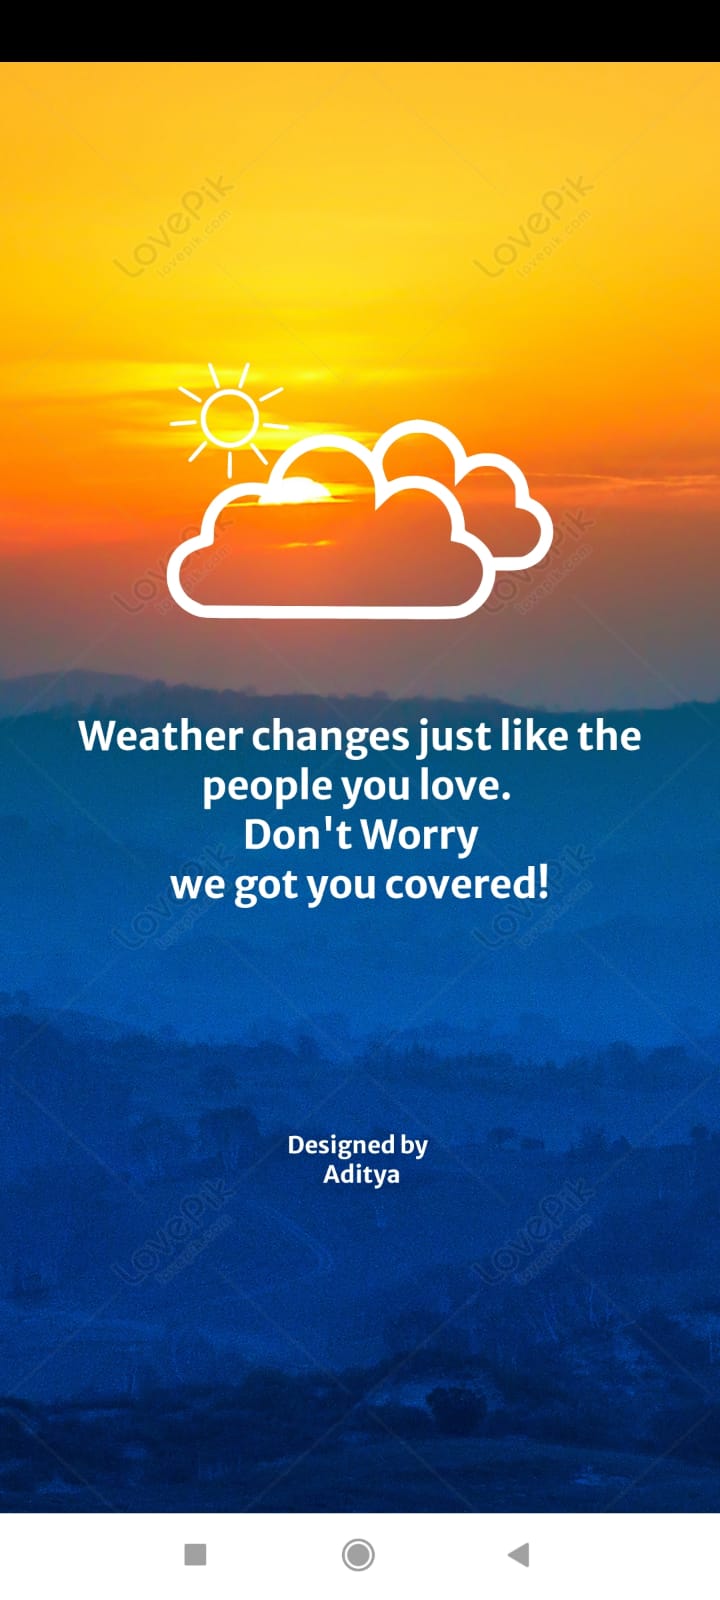 LovePik LovePik
lovepik.com lovepik.com
LovePik LovePik
lovepik.com lovepik.com
Weather changes just like the
people you love.
Don't Worry
we got you covered!
LovePik LovePik
lovepik.com lovepik.com
Designed by
Aditya
LovePik LovePik
lovepik.com lovepik.com